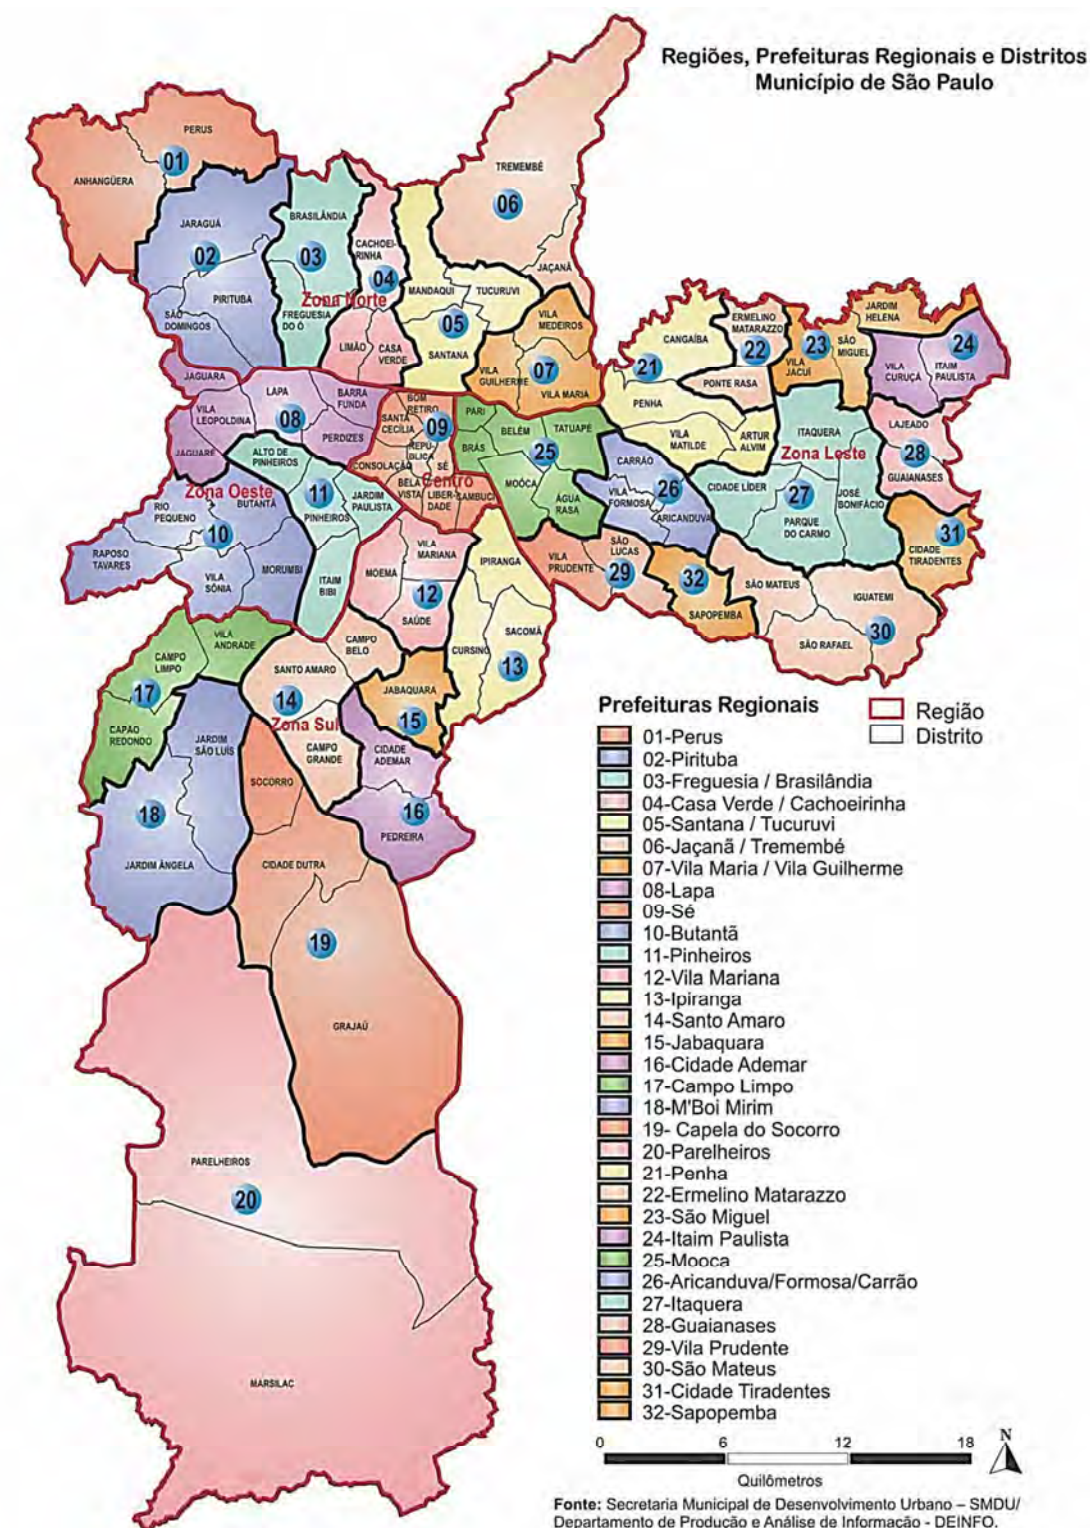 Regiões, Prefeituras Regionais e Distritos
Município de São Paulo
PERUS
01
ANHANGÜERA
TREMEMBÉ
06
JAÇANÃ
JARAGUÁ
02
PIRITUBA
SÃO
DOMINGOS
BRASILÂNDIA
03
FREGUESIA
DO Ó
Zona Norte
CACHOEI-
RINHA
04
LIMÃO
CASA
VERDE
MANDAQUI
TUCURUVI
05
SANTANA
VILA
MEDEIROS
VILA
GUILHERME
07
VILA MARIA
CANGAÍBA
21
PENHA
VILA
MATILDE
ARTUR
ALVIM
ERMELINO
MATARAZZO
22
PONTE RASA
JARDIM
HELENA
23
SÃO
MIGUEL
VILA
JACUÍ
24
VILA
CURUÇÁ
ITAIM
PAULISTA
JAGUARA
LAPA
BARRA
FUNDA
VILA
LEOPOLDINA
08
PERDIZES
JAGUARÉ
BOM
RETIRO
SANTA
CECÍLIA
09
REPÚ-
BLICA
SÉ
CONSOLAÇÃO
Centro
BELA
VISTA
LIBER-
DADE
CAMBUCI
PARI
BELÉM
TATUAPÉ
BRÁS
25
MOÓCA
ÁGUA
RASA
CARRÃO
26
VILA
FORMOSA
ARICANDUVA
ITAQUERA
Zona Leste
CIDADE LÍDER
27
JOSÉ
BONIFÁCIO
PARQUE
DO CARMO
LAJEADO
28
GUAIANASES
31
CIDADE
TIRADENTES
ALTO DE
PINHEIROS
11
PINHEIROS
JARDIM
PAULISTA
ITAIM
BIBI
Zona Oeste
RIO
PEQUENO
BUTANTÃ
10
RAPOSO
TAVARES
VILA
SÔNIA
MORUMBI
VILA
MARIANA
MOEMA
12
SAÚDE
IPIRANGA
SACOMÃ
CURSINO
13
VILA
PRUDENTE
SÃO
LUCAS
29
32
SAPOPEMBA
SÃO MATEUS
IGUATEMI
SÃO RAFAEL
30
VILA
ANDRADE
CAMPO
LIMPO
17
CAPÃO
REDONDO
CAMPO
BELO
SANTO AMARO
14
Zona Sul
CAMPO
GRANDE
JABAQUARA
15
CIDADE
ADEMAR
16
PEDREIRA
JARDIM
SÃO LUÍS
18
JARDIM ÂNGELA
SOCORRO
CIDADE DUTRA
19
GRAJAÚ
PARELHEIROS
20
MARSILAC
Prefeituras Regionais
Região
Distrito
01-Perus
02-Pirituba
03-Freguesia / Brasilândia
04-Casa Verde / Cachoeirinha
05-Santana / Tucuruvi
06-Jaçanã / Tremembé
07-Vila Maria / Vila Guilherme
08-Lapa
09-Sé
10-Butantã
11-Pinheiros
12-Vila Mariana
13-Ipiranga
14-Santo Amaro
15-Jabaquara
16-Cidade Ademar
17-Campo Limpo
18-M'Boi Mirim
19- Capela do Socorro
20-Parelheiros
21-Penha
22-Ermelino Matarazzo
23-São Miguel
24-Itaim Paulista
25-Mooca
26-Aricanduva/Formosa/Carrão
27-Itaquera
28-Guaianases
29-Vila Prudente
30-São Mateus
31-Cidade Tiradentes
32-Sapopemba
0 6 12 18
N
Quilômetros
Fonte: Secretaria Municipal de Desenvolvimento Urbano – SMDU/
Departamento de Produção e Análise de Informação - DEINFO.